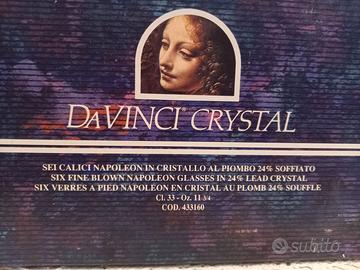 DAVINCI® CRYSTAL
SEI CALICI NAPOLEON IN CRISTALLO AL PIOMBO 24% SOFFIATO
SIX FINE BLOWN NAPOLEON GLASSES IN 24% LEAD CRYSTAL
SIX VERRES A PIED NAPOLEON EN CRISTAL AU PLOMB 24% SOUFFLE
Cl. 33 - Oz. 11 3/4
COD. 433160
subito